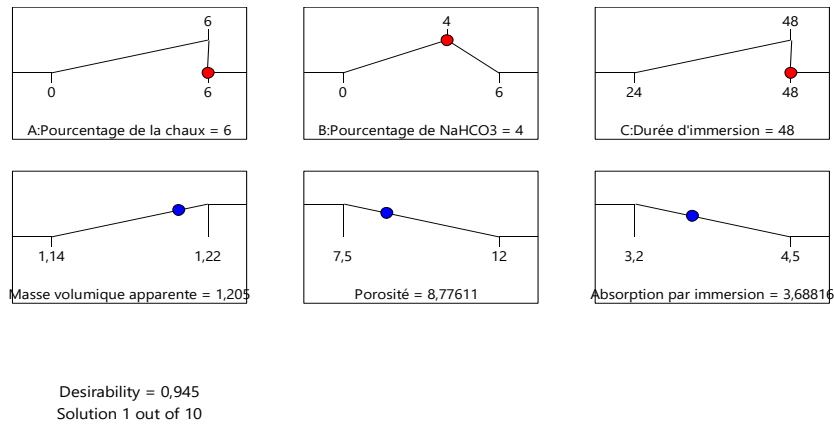 6
4
48
0
6
0
6
24
48
A:Pourcentage de la chaux = 6
B:Pourcentage de NaHCO3 = 4
C:Durée d'immersion = 48
1,14
1,22
7,5
12
3,2
4,5
Masse volumique apparente = 1,205
Porosité = 8,77611
Absorption par immersion = 3,68816
Desirability = 0,945
Solution 1 out of 10